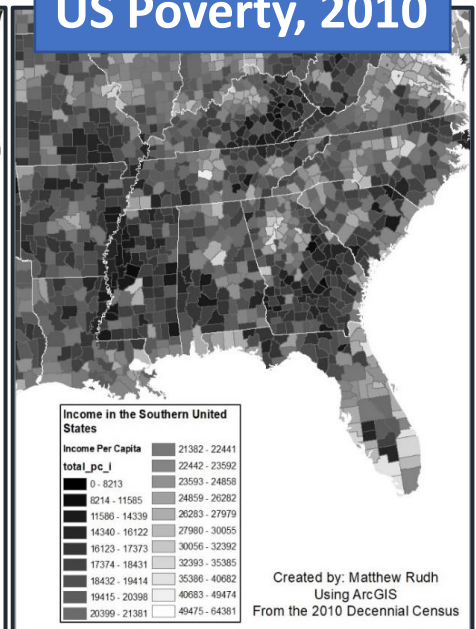 US Poverty, 2010
Income in the Southern United
States
Income Per Capita
total_pc_i
0 - 8213
8214 - 11585
11586 - 14339
14340 - 16122
16123 - 17373
17374 - 18431
18432 - 19414
19415 - 20398
20399 - 21381
21382 - 22441
22442 - 23592
23593 - 24858
24859 - 26282
26283 - 27979
27980 - 30055
30056 - 32392
32393 - 35385
35386 - 40682
40683 - 49474
49475 - 64381
Created by: Matthew Rudh
Using ArcGIS
From the 2010 Decennial Census